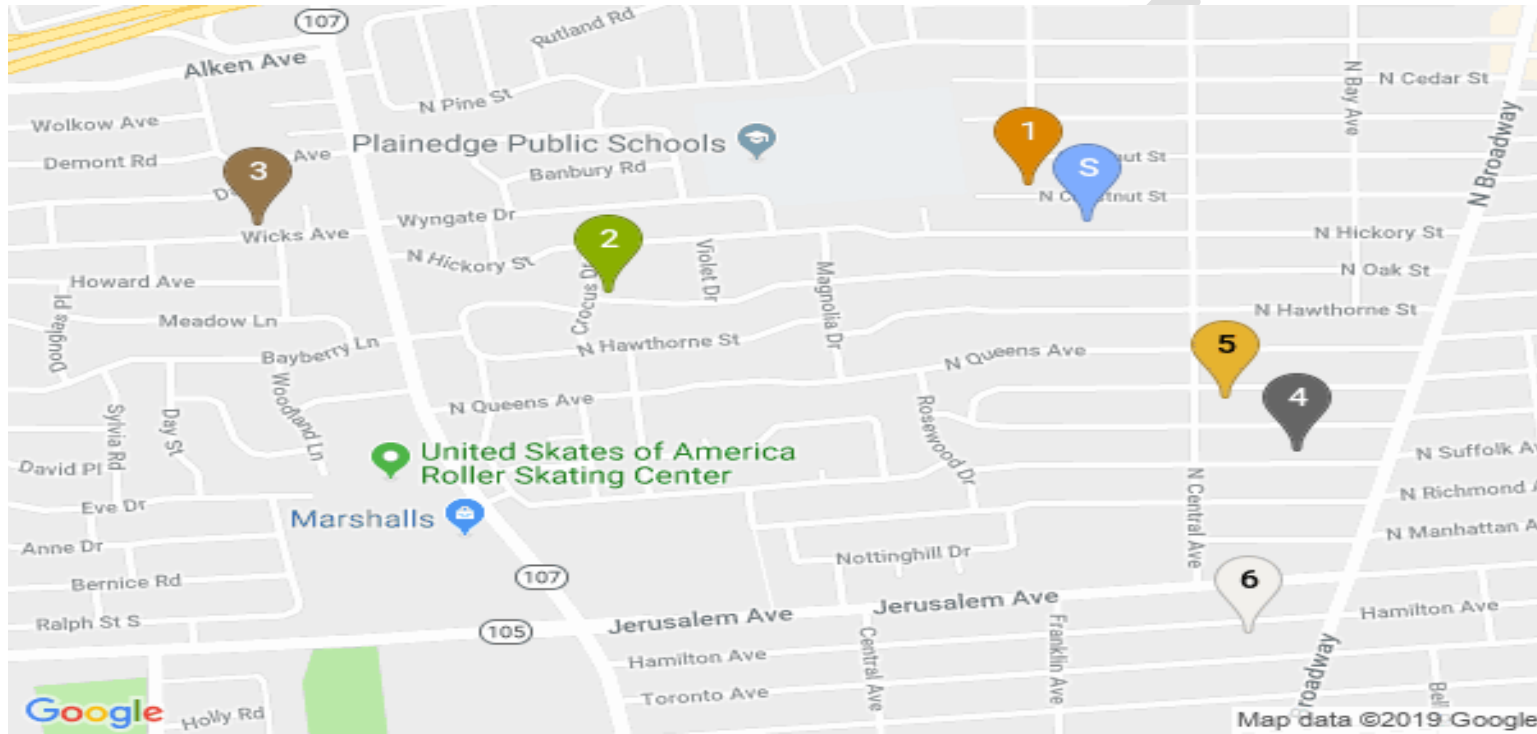 107
Rutland Rd
Alken Ave
N Cedar St
N Bay Ave
N Pine St
N Broadway
Wolkow Ave
1
Plainedge Public Schools
Demont Rd
Ave
3
Banbury Rd
S
ut St
N C
tnut St
Wyngate Dr
Wicks Ave
2
N Hickory St
N Hickory St
Violet Dr
Magnolia Dr
N Oak St
Howard Ave
Crocus Dr
N Hawthorne St
Douglas Pl
Meadow Ln
Bayberry Ln
N Hawthorne St
N Queens Ave
5
Woodland Ln
N Queens Ave
Rosewood Dr
4
Sylvia Rd
Day St
United Skates of America
Roller Skating Center
N Suffolk Av
David Pl
N Central Ave
N Richmond A
Eve Dr
Marshalls
N Manhattan A
Anne Dr
Nottinghill Dr
Bernice Rd
107
6
Jerusalem Ave
Jerusalem Ave
Hamilton Ave
Ralph St S
105
Hamilton Ave
Central Ave
Franklin Ave
Broadway
Toronto Ave
Bel
Google
Holly Rd
Map data ©2019 Google